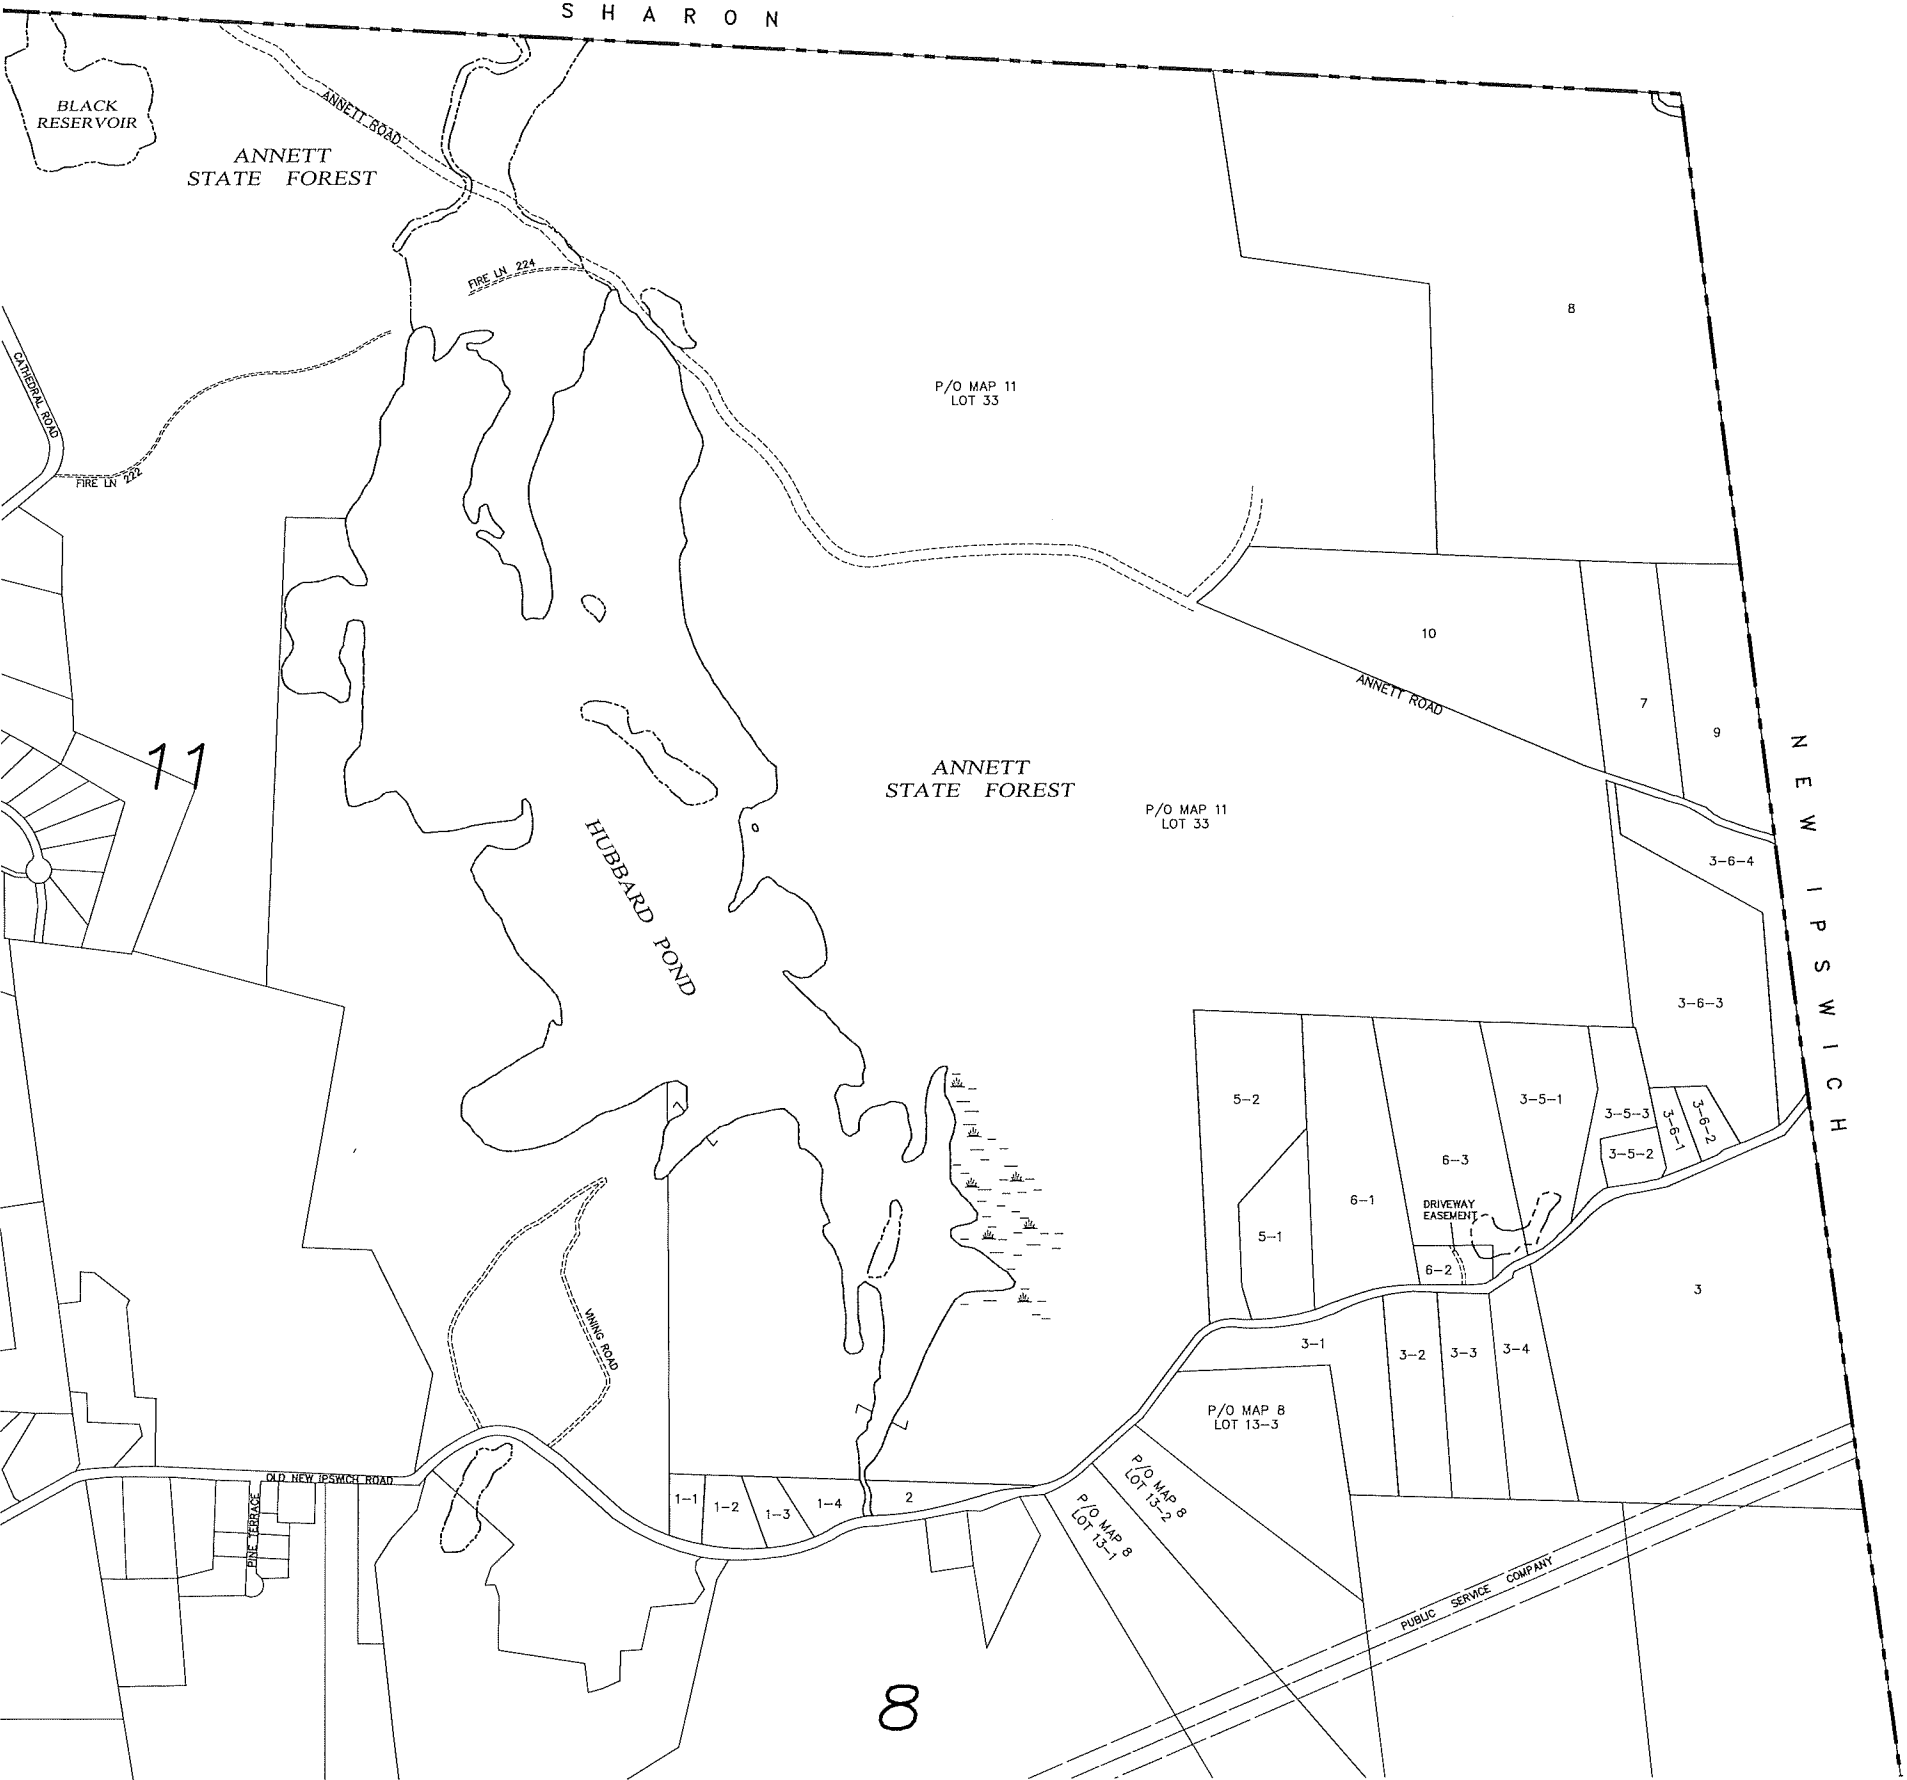 SHARON
BLACK
RESERVOIR
ANNETT ROAD
ANNETT
STATE FOREST
FIRE LN 224
8
CATHEDRAL ROAD
P/O MAP 11
LOT 33
FIRE LN 222
10
ANNETT ROAD
7
9
NEW IPSWICH
11
ANNETT
STATE FOREST
P/O MAP 11
LOT 33
HUBBARD POND
3-6-4
3-6-3
5-2
3-5-1
3-5-3
3-6-1
3-6-2
3-5-2
6-3
6-1
DRIVEWAY
EASEMENT
5-1
6-2
3
VINING ROAD
3-1
3-2
3-3
3-4
P/O MAP 8
LOT 13-3
OLD NEW IPSWICH ROAD
PINE TERRACE
1-1
1-2
1-3
1-4
2
P/O MAP 8
LOT 13-2
P/O MAP 8
LOT 13-1
PUBLIC SERVICE COMPANY
8